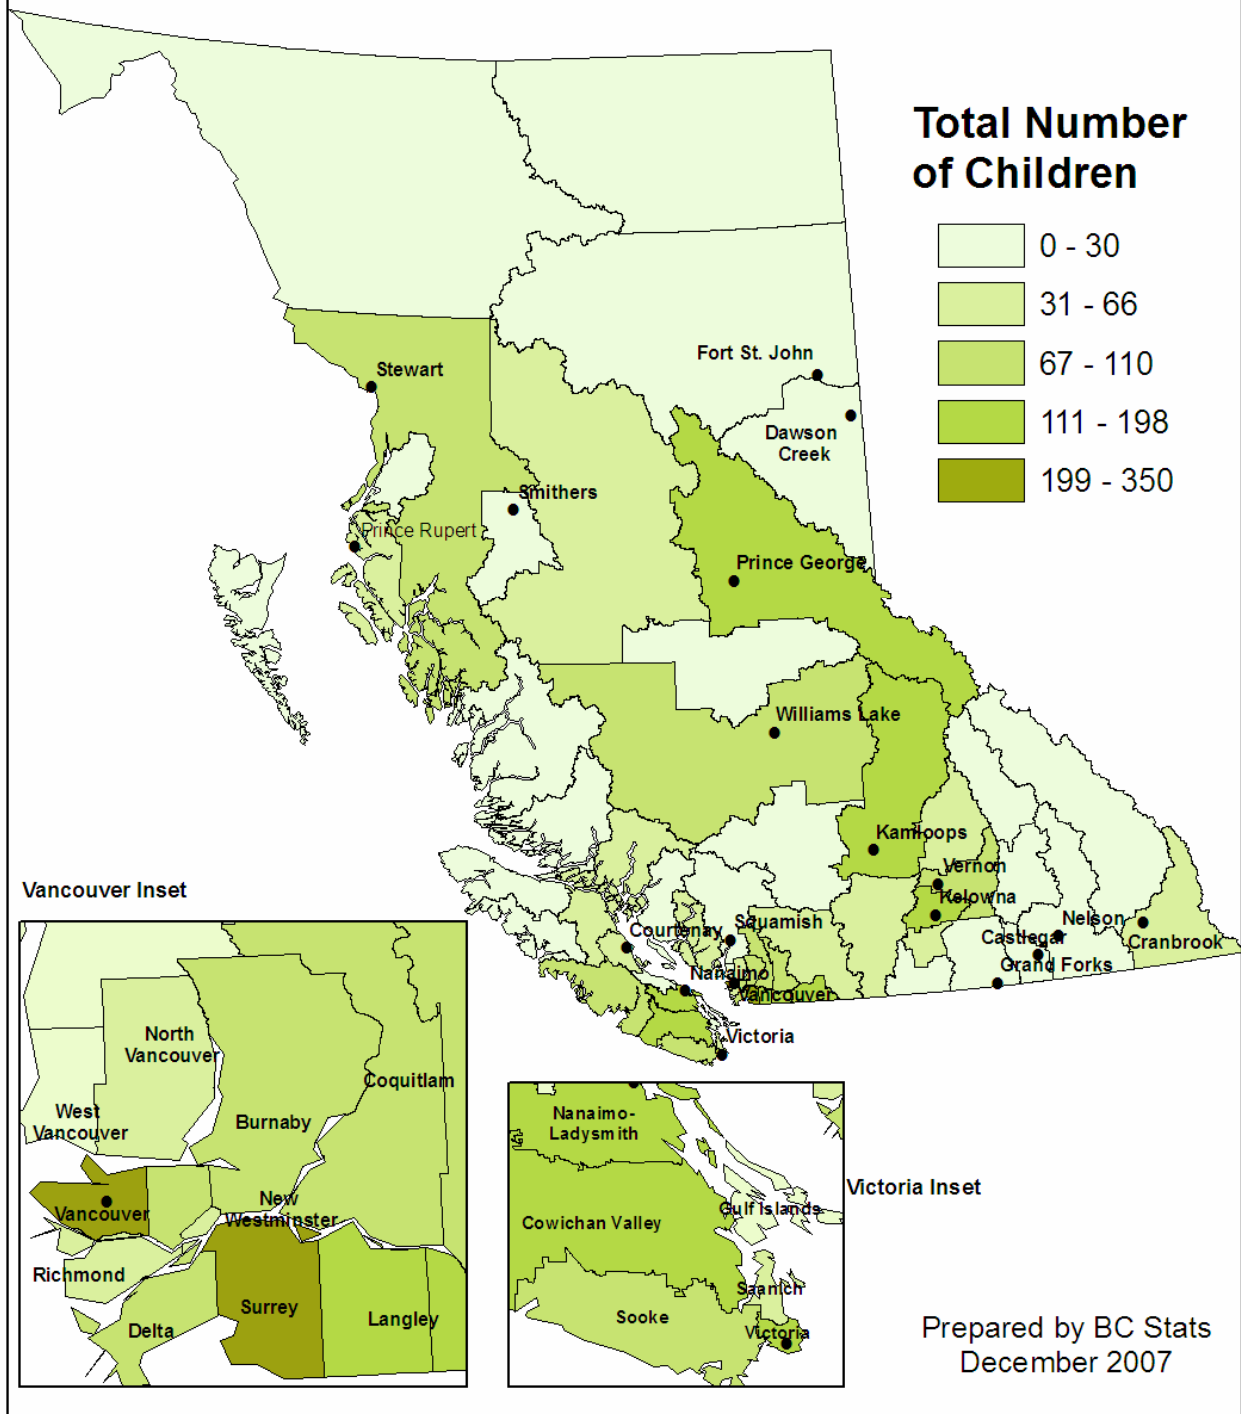 Total Number
of Children
0 - 30
31 - 66
67 - 110
111 - 198
199 - 350
Fort St. John
Stewart
Dawson
Creek
Smithers
Prince Rupert
Prince George
Williams Lake
Kamloops
Vernon
Kelowna
Nelson
Squamish
Courtenay
Castlegar
Cranbrook
Grand Forks
Nanaimo
Vancouver
Victoria
Vancouver Inset
North
Vancouver
Coquitlam
West
Vancouver
Burnaby
New
Westminster
Vancouver
Richmond
Surrey
Langley
Delta
Nanaimo-
Ladysmith
Victoria Inset
Gulf Islands
Cowichan Valley
Saanich
Sooke
Victoria
Prepared by BC Stats
December 2007